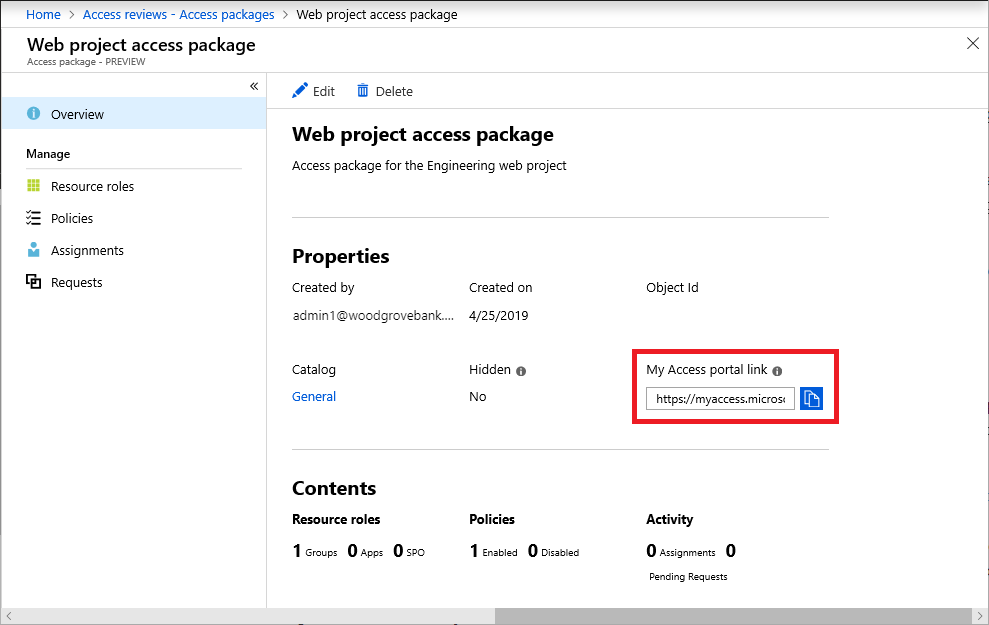 Home > Access reviews - Access packages > Web project access package
Web project access package
Access package - PREVIEW
«
Overview
Manage
Resource roles
Policies
Assignments
Requests
Edit Delete
Web project access package
Access package for the Engineering web project
Properties
Created by Created on Object Id
admin1@woodgrovebank.... 4/25/2019
Catalog Hidden My Access portal link
General No https://myaccess.microso
Contents
Resource roles Policies Activity
1 Groups 0 Apps 0 SPO 1 Enabled 0 Disabled 0 Assignments 0
Pending Requests